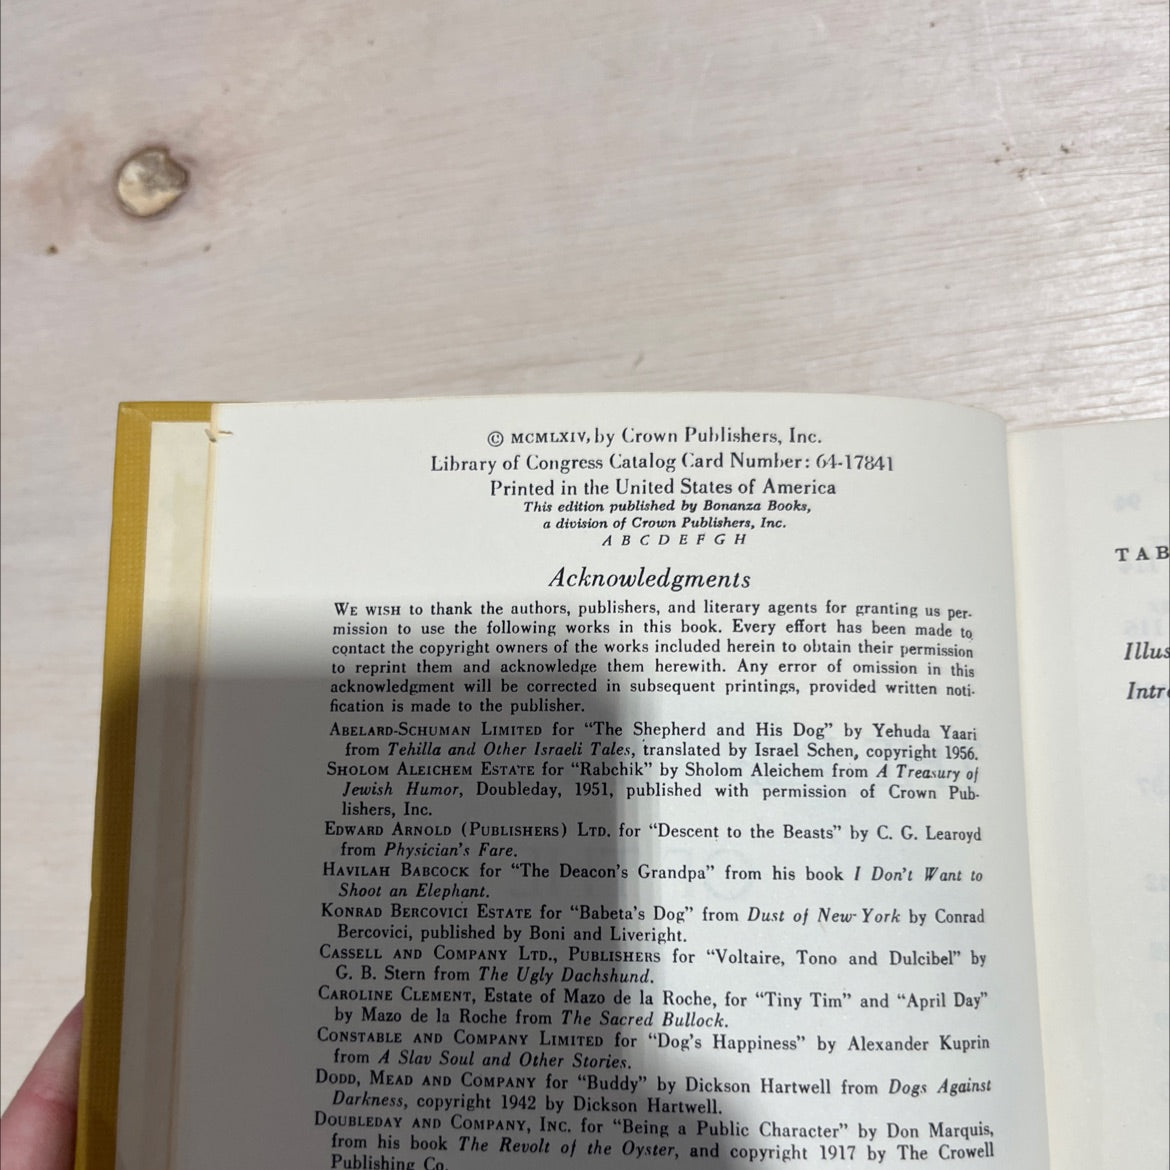 © MCMLXIV, by Crown Publishers, Inc.
Library of Congress Catalog Card Number: 64-17841
Printed in the United States of America
This edition published by Bonanza Books,
a division of Crown Publishers, Inc.
A B C D E F G H
Acknowledgments
WE WISH to thank the authors, publishers, and literary agents for granting us per-
mission to use the following works in this book. Every effort has been made to
contact the copyright owners of the works included herein to obtain their permission
to reprint them and acknowledge them herewith. Any error of omission in this
acknowledgment will be corrected in subsequent printings, provided written noti-
fication is made to the publisher.
ABELARD-SCHUMAN LIMITED for “The Shepherd and His Dog” by Yehuda Yaari
from Tehilla and Other Israeli Tales, translated by Israel Schen, copyright 1956.
SHOLOM ALEICHEM ESTATE for “Rabchik” by Sholom Aleichem from A Treasury of
Jewish Humor, Doubleday, 1951, published with permission of Crown Pub-
lishers, Inc.
EDWARD ARNOLD (PUBLISHERS) LTD. for “Descent to the Beasts” by C. G. Learoyd
from Physician’s Fare.
HAVILAH BABCOCK for “The Deacon’s Grandpa” from his book I Don’t Want to
Shoot an Elephant.
KONRAD BERCOVICI ESTATE for “Babeta’s Dog” from Dust of New York by Conrad
Bercovici, published by Boni and Liveright.
CASSELL AND COMPANY LTD., PUBLISHERS for “Voltaire, Tono and Dulcibel” by
G. B. Stern from The Ugly Dachshund.
CAROLINE CLEMENT, Estate of Mazo de la Roche, for “Tiny Tim” and “April Day”
by Mazo de la Roche from The Sacred Bullock.
CONSTABLE AND COMPANY LIMITED for “Dog’s Happiness” by Alexander Kuprin
from A Slav Soul and Other Stories.
DODD, MEAD AND COMPANY for “Buddy” by Dickson Hartwell from Dogs Against
Darkness, copyright 1942 by Dickson Hartwell.
DOUBLEDAY AND COMPANY, INC. for “Being a Public Character” by Don Marquis,
from his book The Revolt of the Oyster, and copyright 1917 by The Crowell
Publishing Co.
TAB
Illus
Intr